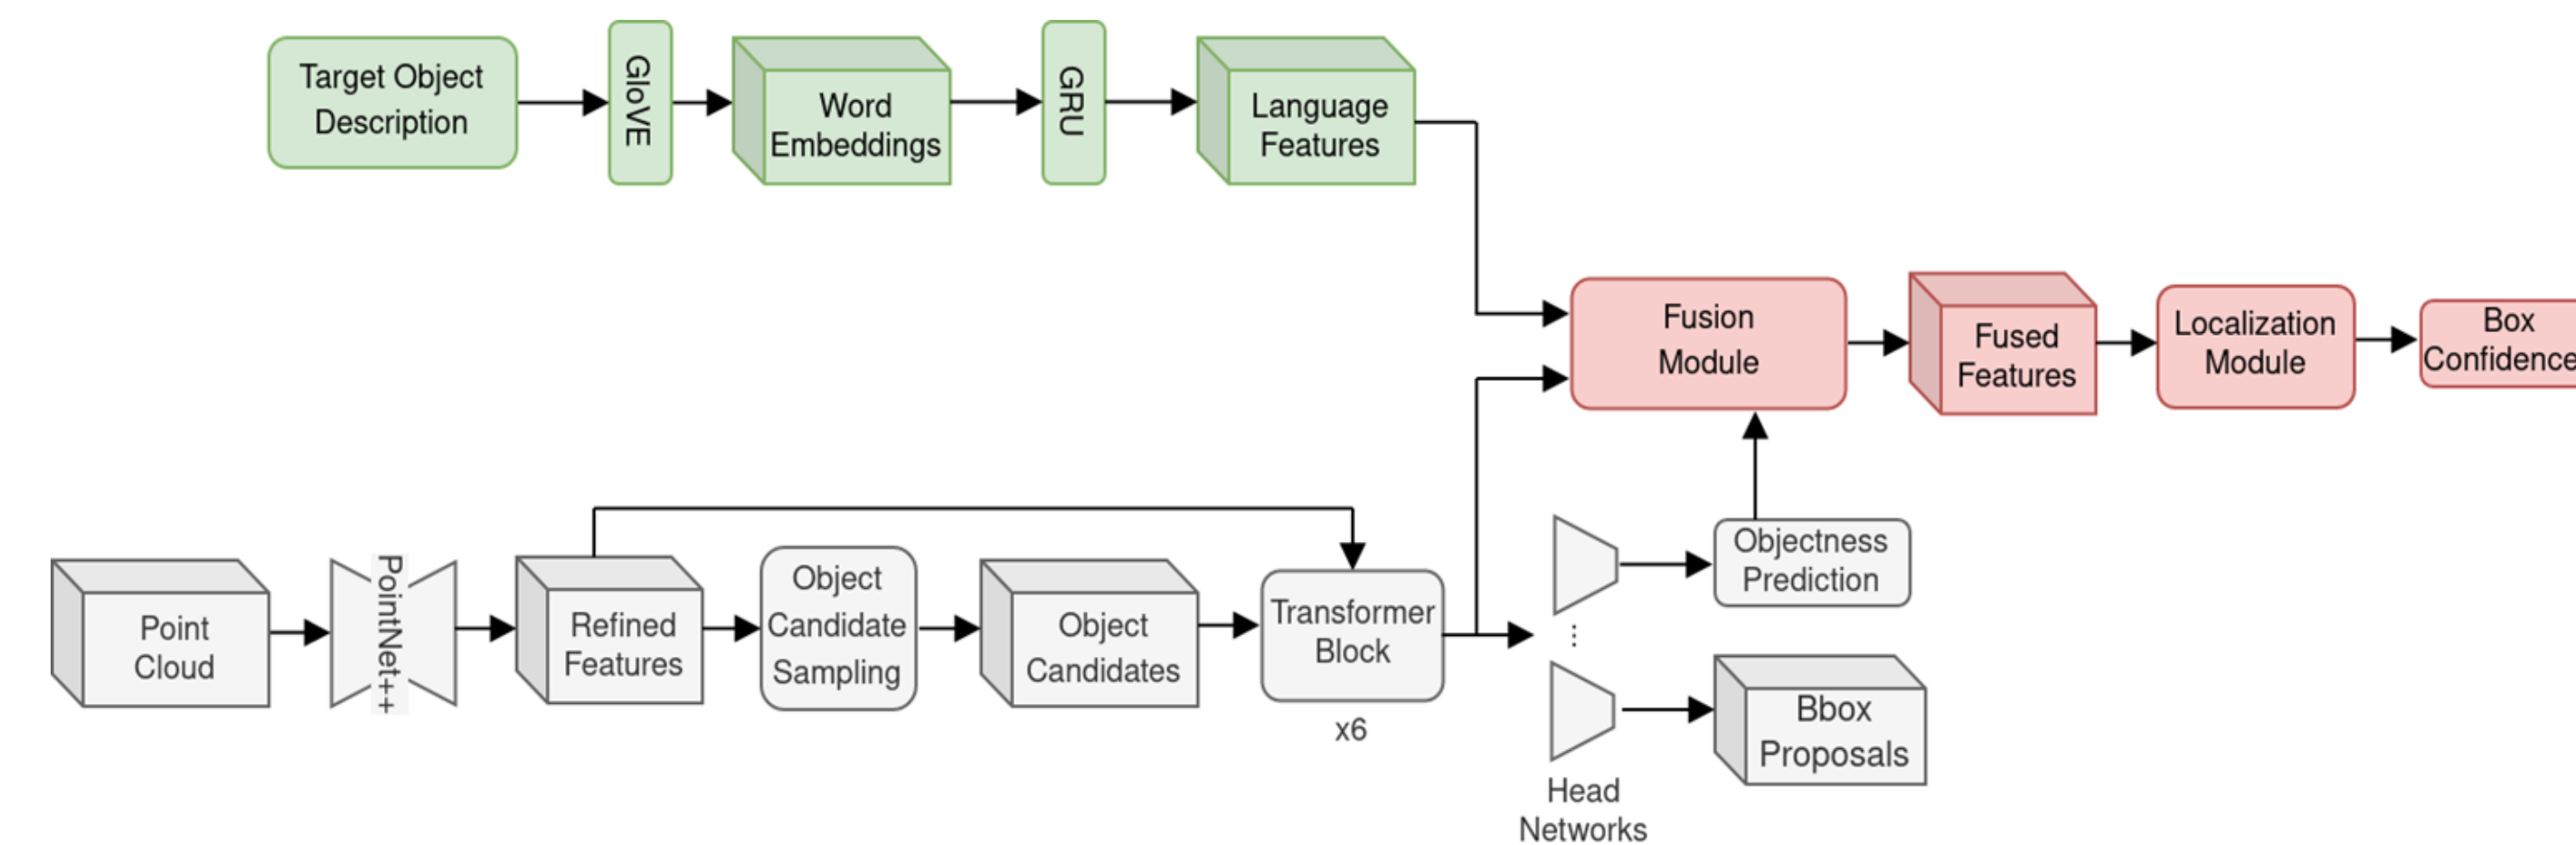 Target Object
Description
GloVE
Word
Embeddings
GRU
Language
Features
Fusion
Module
Fused
Features
Localization
Module
Box
Confidence
Point
Cloud
PointNet++
Refined
Features
Object
Candidate
Sampling
Object
Candidates
Transformer
Block
x6
Objectness
Prediction
Bbox
Proposals
Head
Networks